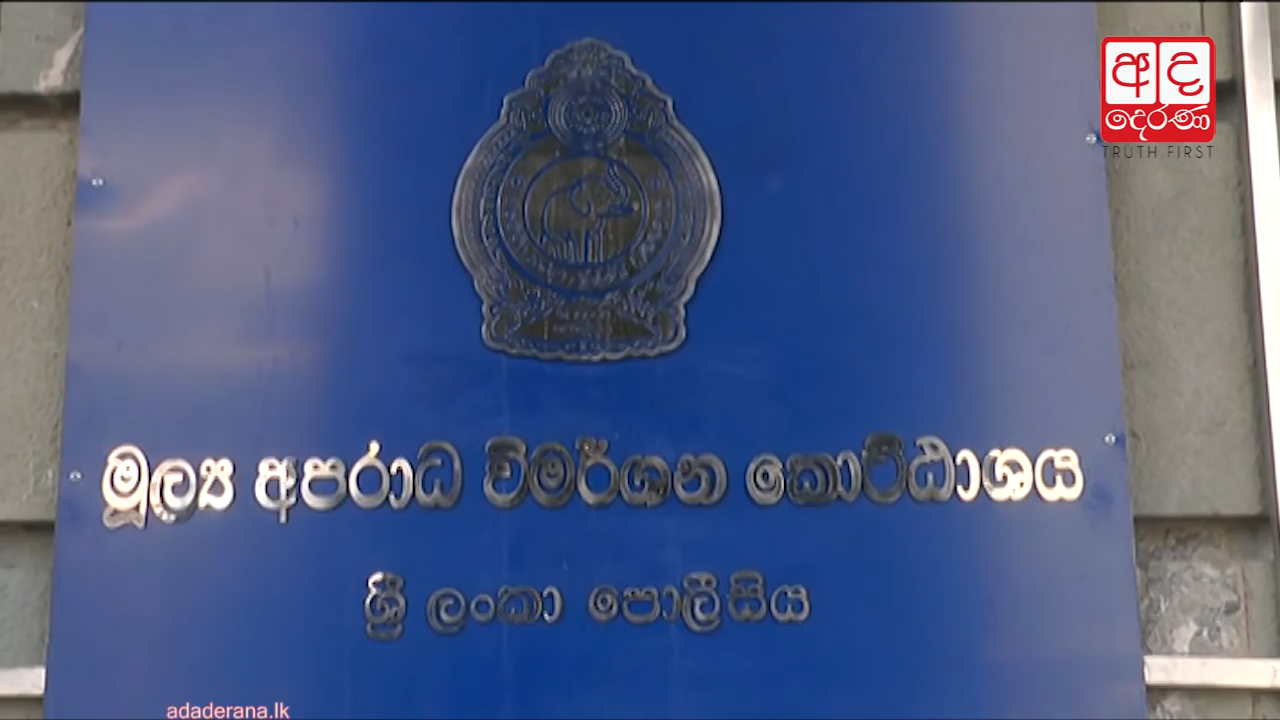 අද
දෙරණ
TRUTH FIRST
මූල්‍ය අපරාධ විමර්ශන කොට්ඨාශය
ශ්‍රී ලංකා පොලීසිය
adaderana.lk